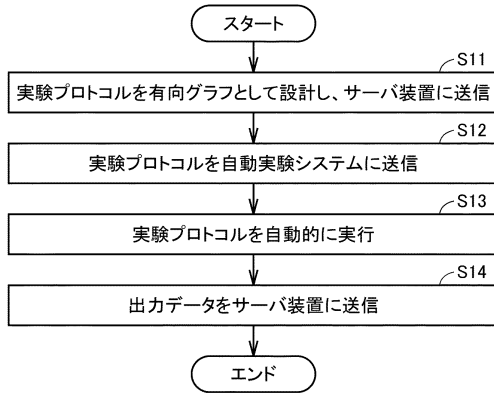 スタート
S11
実験プロトコルを有向グラフとして設計し、サーバ装置に送信
S12
実験プロトコルを自動実験システムに送信
S13
実験プロトコルを自動的に実行
S14
出力データをサーバ装置に送信
エンド